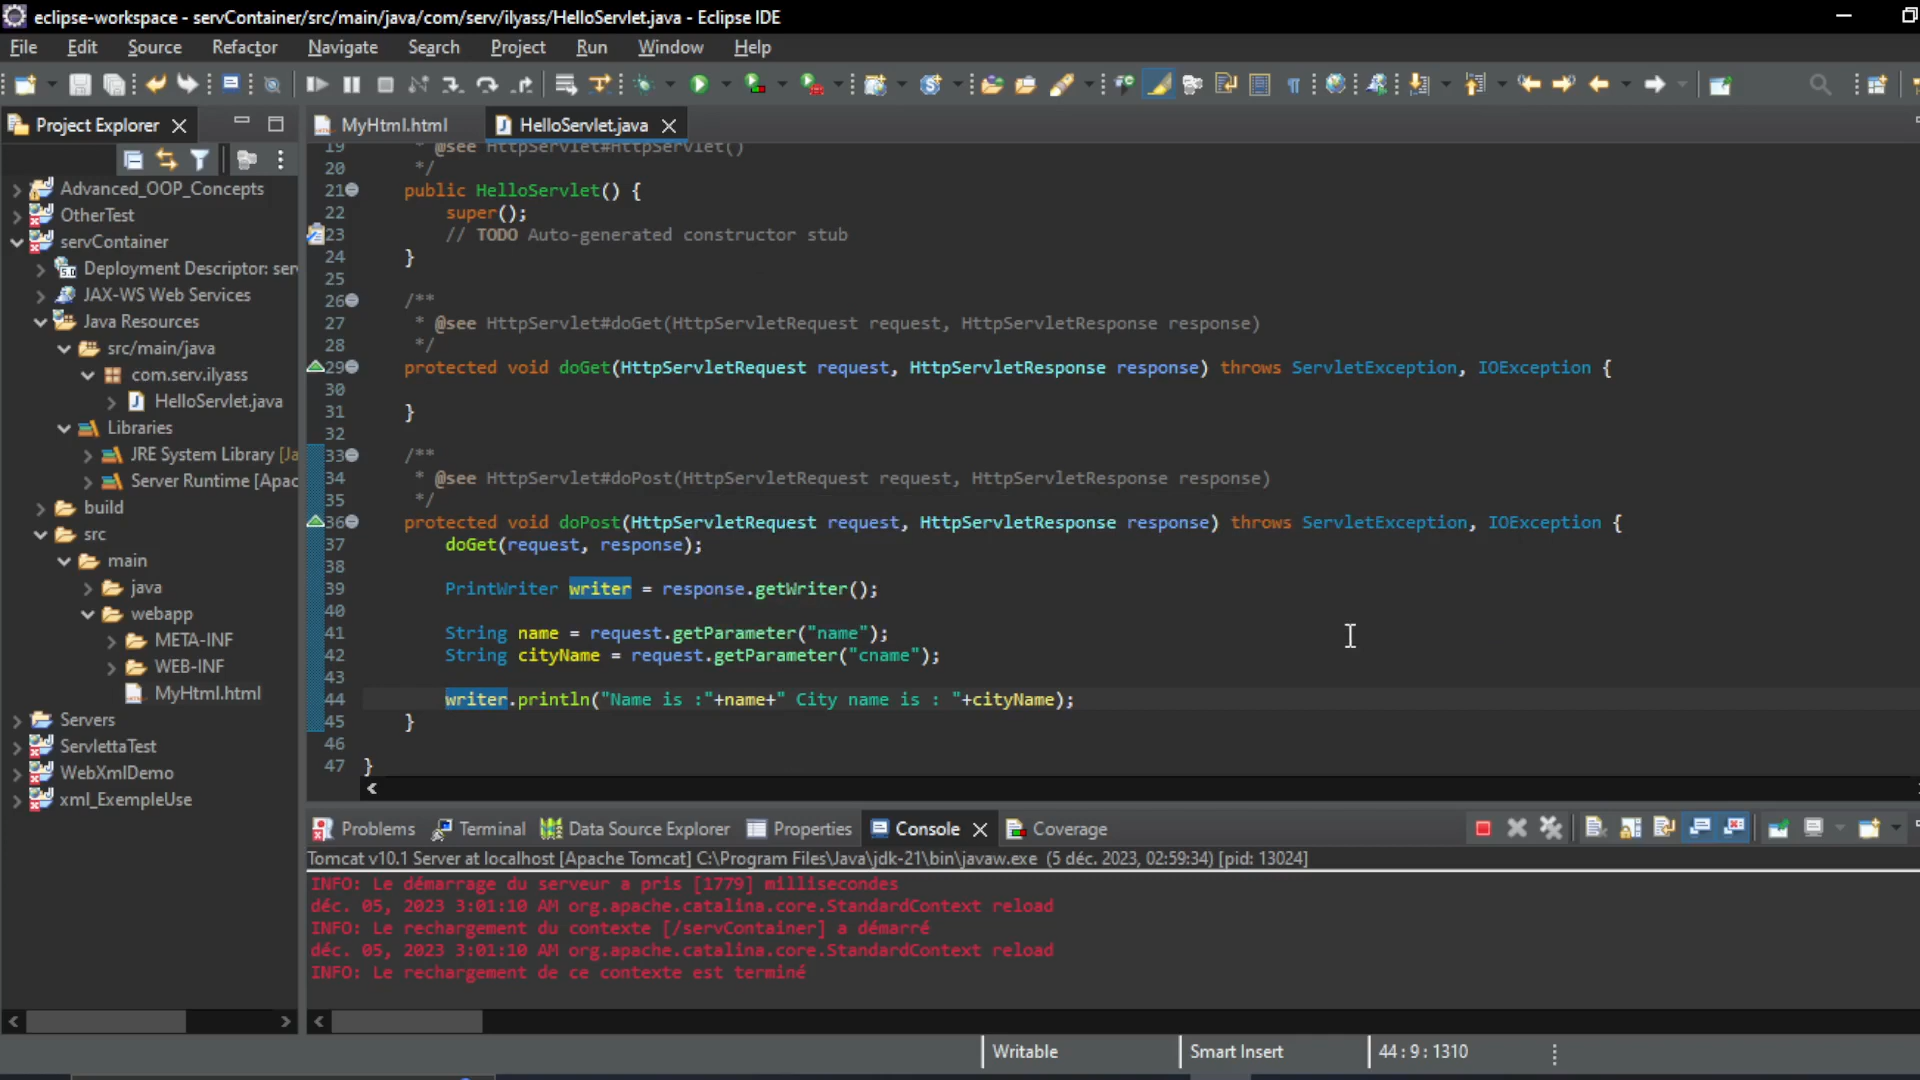 eclipse-workspace - servContainer/src/main/java/com/serv/ilyass/HelloServlet.java - Eclipse IDE
File Edit Source Refactor Navigate Search Project Run Window Help
Project Explorer
Advanced_OOP_Concepts
OtherTest
servContainer
Deployment Descriptor: ser
JAX-WS Web Services
Java Resources
src/main/java
com.serv.ilyass
HelloServlet.java
Libraries
JRE System Library [Ja
Server Runtime [Apac
build
src
main
java
webapp
META-INF
WEB-INF
MyHtml.html
Servers
ServlettaTest
WebXmlDemo
xml_ExempleUse
MyHtml.html HelloServlet.java
19 * @see HttpServlet#HttpServlet()
20 */
21 public HelloServlet() {
22 super();
23 // TODO Auto-generated constructor stub
24 }
25
26 /**
27 * @see HttpServlet#doGet(HttpServletRequest request, HttpServletResponse response)
28 */
29 protected void doGet(HttpServletRequest request, HttpServletResponse response) throws ServletException, IOException {
30
31 }
32
33 /**
34 * @see HttpServlet#doPost(HttpServletRequest request, HttpServletResponse response)
35 */
36 protected void doPost(HttpServletRequest request, HttpServletResponse response) throws ServletException, IOException {
37 doGet(request, response);
38
39 PrintWriter writer = response.getWriter();
40
41 String name = request.getParameter("name");
42 String cityName = request.getParameter("cname");
43
44 writer.println("Name is :"+name+" City name is : "+cityName);
45 }
46
47 }
Problems Terminal Data Source Explorer Properties Console Coverage
Tomcat v10.1 Server at localhost [Apache Tomcat] C:\Program Files\Java\jdk-21\bin\javaw.exe (5 déc. 2023, 02:59:34) [pid: 13024]
INFO: Le démarrage du serveur a pris [1779] millisecondes
déc. 05, 2023 3:01:10 AM org.apache.catalina.core.StandardContext reload
INFO: Le rechargement du contexte [/servContainer] a démarré
déc. 05, 2023 3:01:10 AM org.apache.catalina.core.StandardContext reload
INFO: Le rechargement de ce contexte est terminé
Writable Smart Insert 44 : 9 : 1310